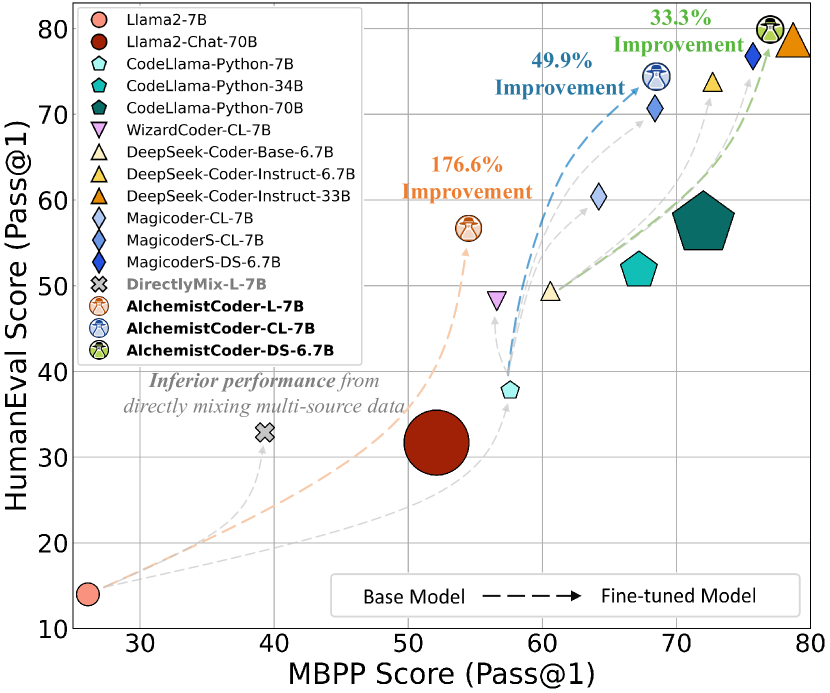 HumanEval Score (Pass@1)
80
70
60
50
40
30
20
10
Llama2-7B
Llama2-Chat-70B
CodeLlama-Python-7B
CodeLlama-Python-34B
CodeLlama-Python-70B
WizardCoder-CL-7B
DeepSeek-Coder-Base-6.7B
DeepSeek-Coder-Instruct-6.7B
DeepSeek-Coder-Instruct-33B
Magicoder-CL-7B
MagicoderS-CL-7B
MagicoderS-DS-6.7B
DirectlyMix-L-7B
AlchemistCoder-L-7B
AlchemistCoder-CL-7B
AlchemistCoder-DS-6.7B
33.3%
Improvement
49.9%
Improvement
176.6%
Improvement
Inferior performance from
directly mixing multi-source data
Base Model
Fine-tuned Model
30
40
50
60
70
80
MBPP Score (Pass@1)